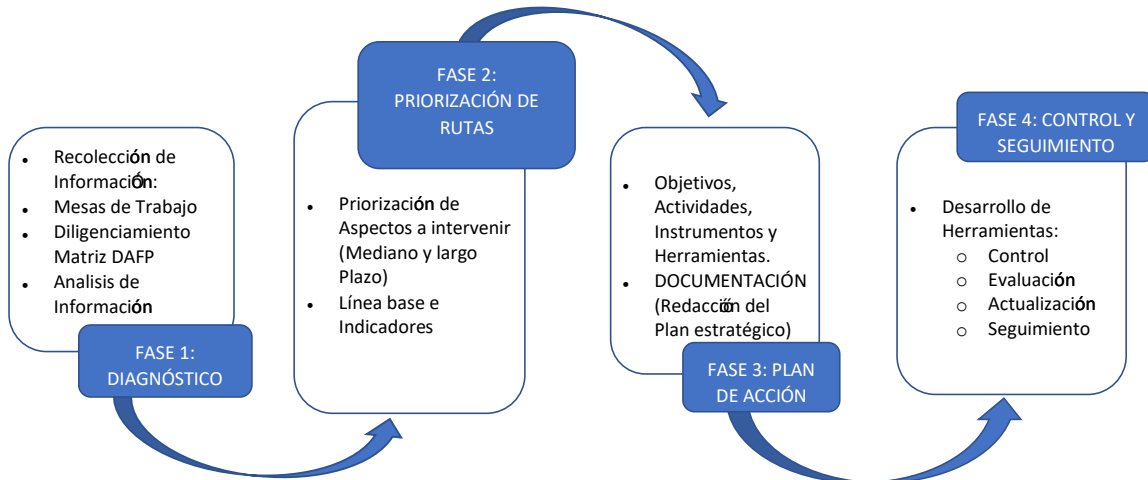 • Recolección de
Información:
• Mesas de Trabajo
• Diligenciamiento
Matriz DAFP
• Analisis de
Información
FASE 1:
DIAGNÓSTICO
FASE 2:
PRIORIZACIÓN DE
RUTAS
• Priorización de
Aspectos a intervenir
(Mediano y largo
Plazo)
• Línea base e
Indicadores
• Objetivos,
Actividades,
Instrumentos y
Herramientas.
• DOCUMENTACIÓN
(Redacción del
Plan estratégico)
FASE 3: PLAN
DE ACCIÓN
FASE 4: CONTROL Y
SEGUIMIENTO
• Desarrollo de
Herramientas:
o Control
o Evaluación
o Actualización
o Seguimiento